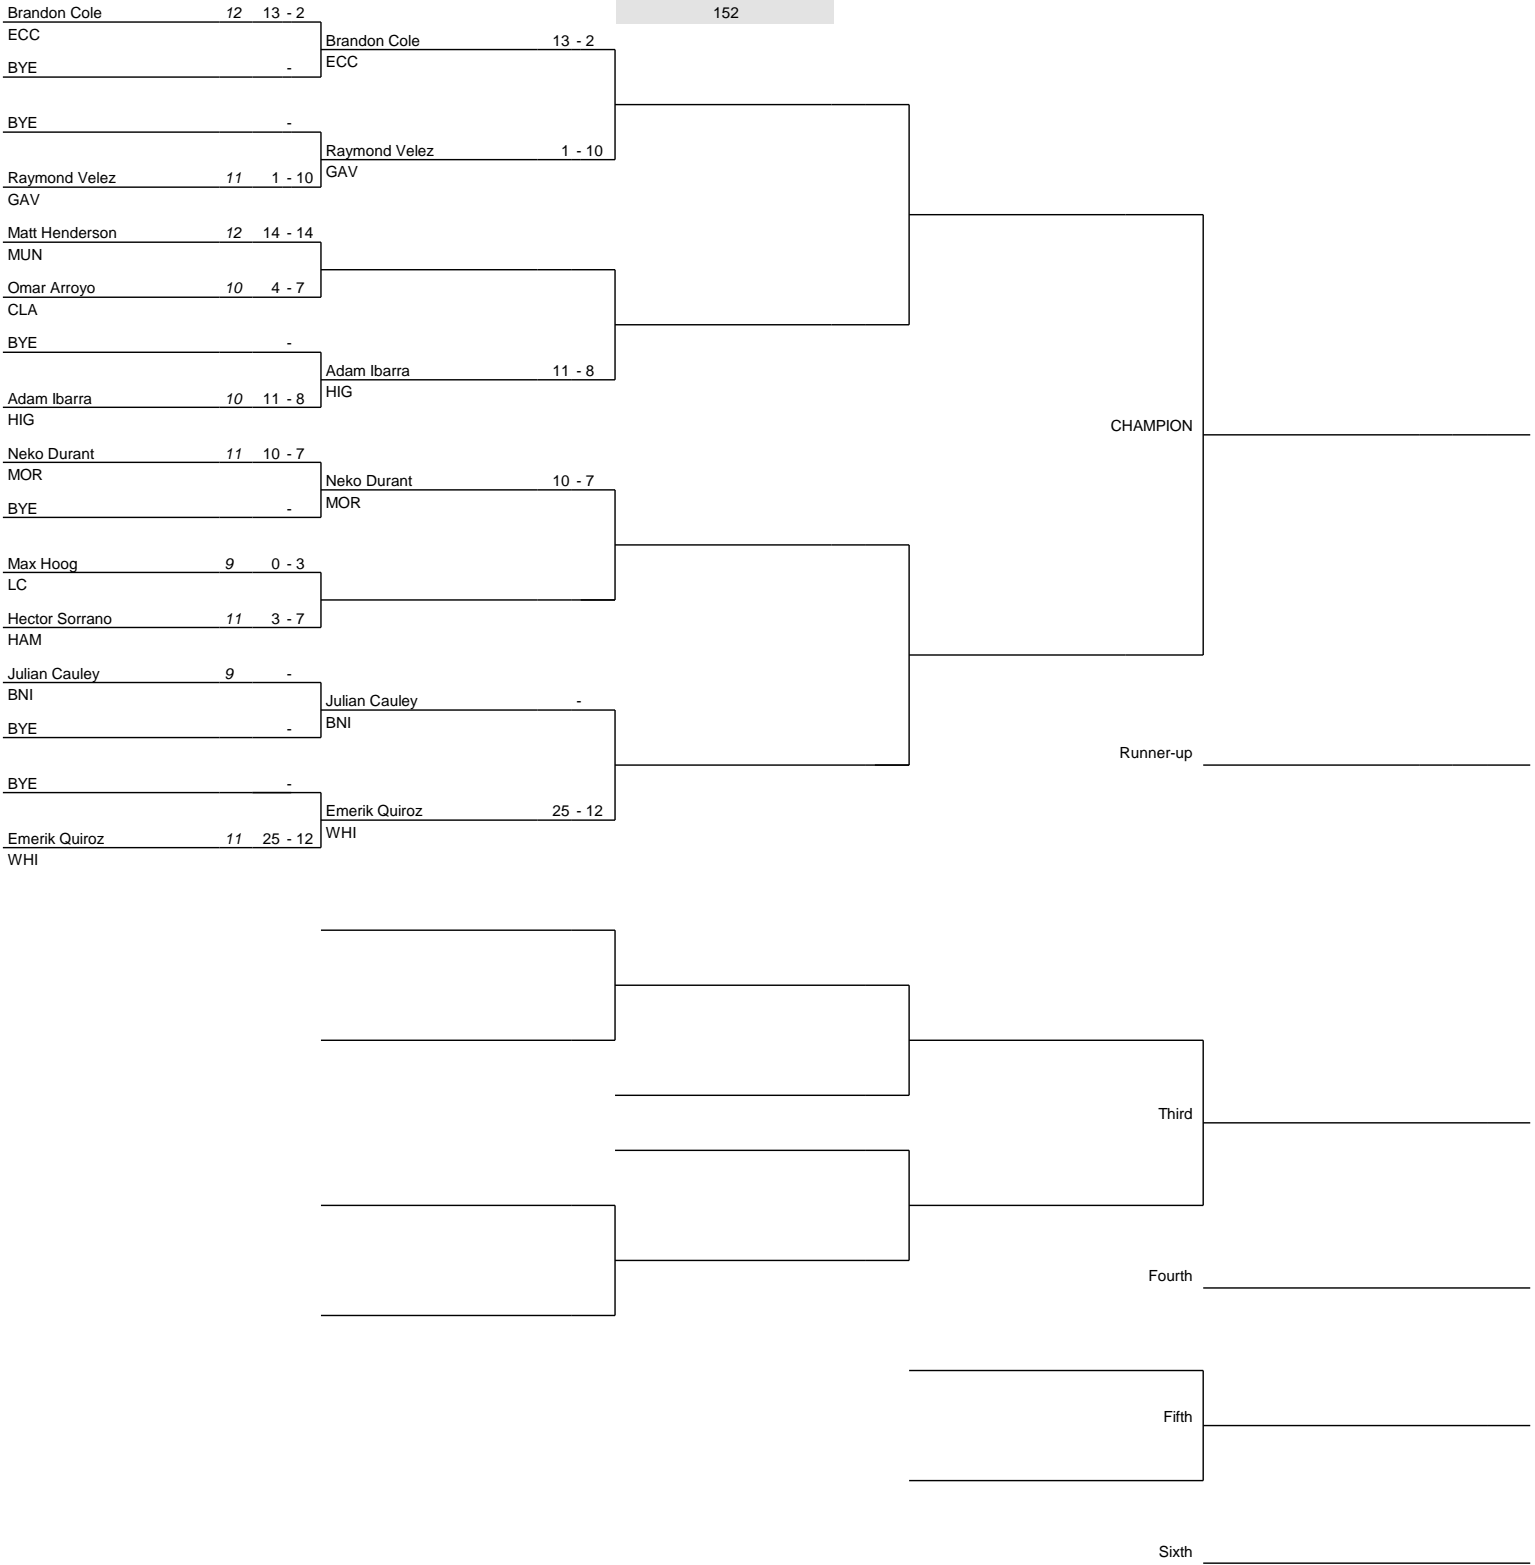 Brandon Cole 12 13 - 2 152
ECC
Brandon Cole 13 - 2
BYE -
ECC
BYE -
Raymond Velez 1 - 10
Raymond Velez 11 1 - 10
GAV
GAV
Matt Henderson 12 14 - 14
MUN
Omar Arroyo 10 4 - 7
CLA
BYE -
Adam Ibarra 11 - 8
Adam Ibarra 10 11 - 8
HIG
HIG
CHAMPION
Neko Durant 11 10 - 7
MOR
Neko Durant 10 - 7
BYE -
MOR
Max Hoog 9 0 - 3
LC
Hector Sorrano 11 3 - 7
HAM
Julian Cauley 9 -
BNI
Julian Cauley -
BYE -
BNI
Runner-up
BYE -
Emerik Quiroz 25 - 12
Emerik Quiroz 11 25 - 12
WHI
WHI
Third
Fourth
Fifth
Sixth